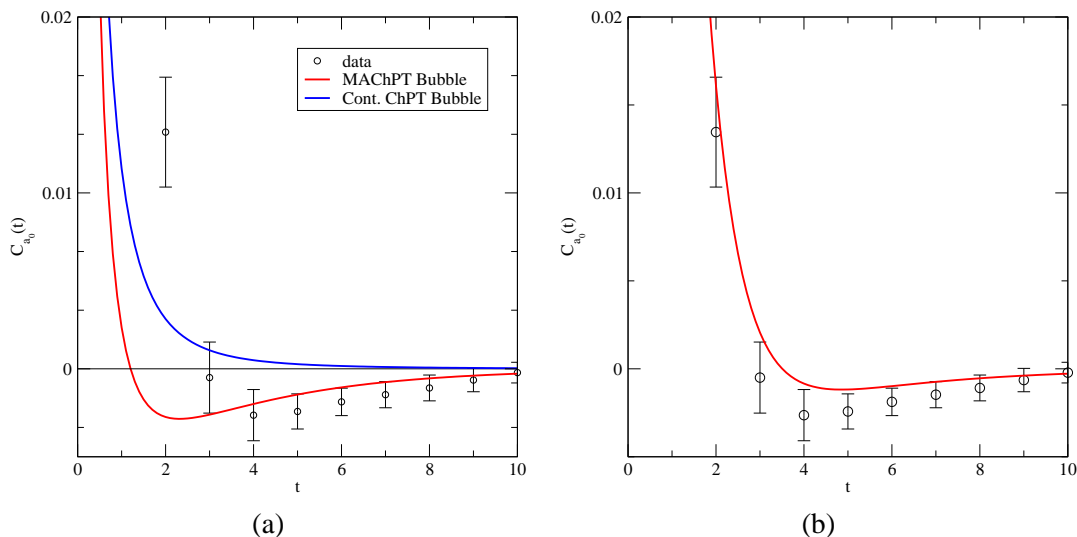 0.02
0.01
0
C_{a_0}(t)
data
MAChPT Bubble
Cont. ChPT Bubble
0 2 4 6 8 10
t
(a)
0.02
0.01
0
C_{a_0}(t)
0 2 4 6 8 10
t
(b)